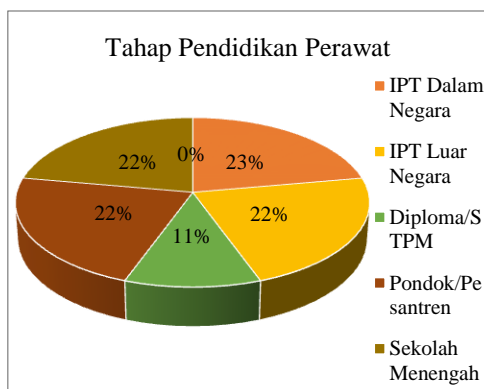 Tahap Pendidikan Perawat
0%
23%
22%
11%
22%
22%
IPT Dalam
Negara
IPT Luar
Negara
Diploma/S
TPM
Pondok/Pe
santren
Sekolah
Menengah